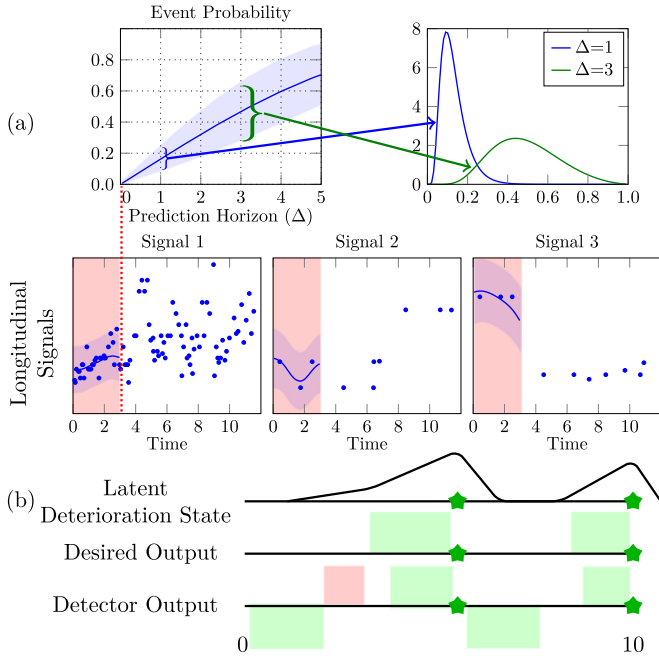 Event Probability
(a)
0.8
0.6
0.4
0.2
0.0
0 1 2 3 4 5
Prediction Horizon (Δ)
8
6
4
2
0
0.0 0.2 0.4 0.6 0.8 1.0
Δ=1
Δ=3
Signal 1
Signal 2
Signal 3
Longitudinal
Signals
0 2 4 6 8 10
Time
0 2 4 6 8 10
Time
0 2 4 6 8 10
Time
(b)
Latent
Deterioration State
Desired Output
Detector Output
0
10